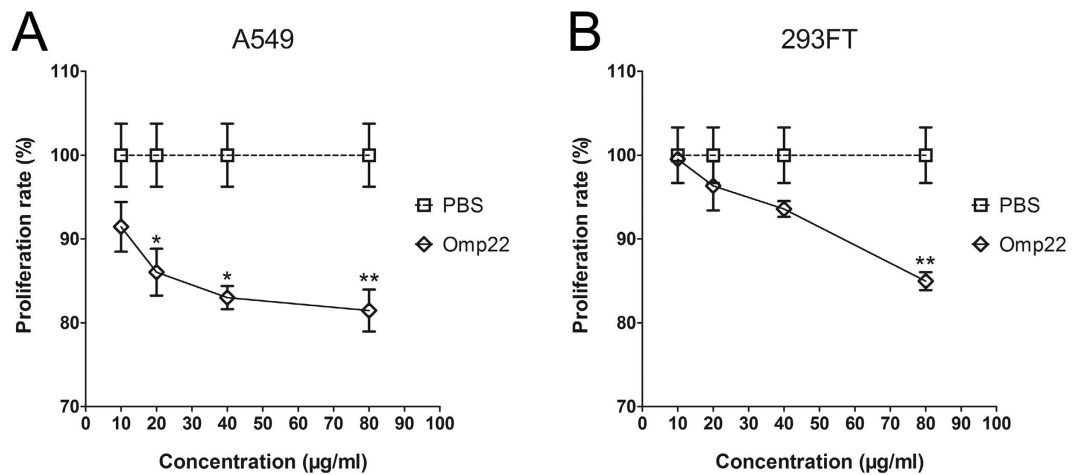 A
A549
110
100
90
80
70
Proliferation rate (%)
*
*
**
0 10 20 30 40 50 60 70 80 90 100
Concentration (µg/ml)
PBS
Omp22
B
293FT
110
100
90
80
70
Proliferation rate (%)
**
0 10 20 30 40 50 60 70 80 90 100
Concentration (µg/ml)
PBS
Omp22